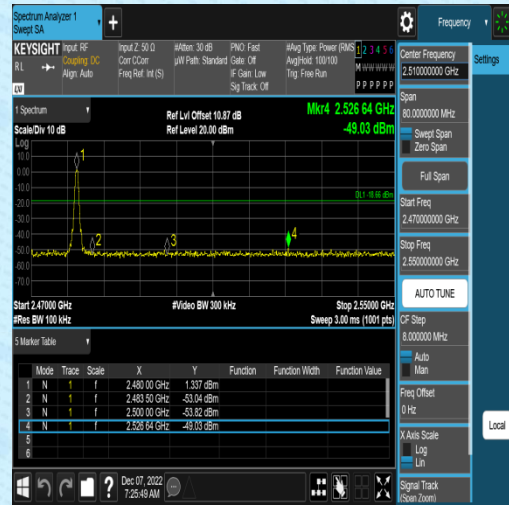 Spectrum Analyzer 1
Swept SA
Frequency
KEYSIGHT
RL
LXI
Input: RF
Coupling: DC
Align: Auto
Input Z: 50 Ω
Corr CCorr
Freq Ref: Int (S)
#Atten: 30 dB
µW Path: Standard
PNO: Fast
Gate: Off
IF Gain: Low
Sig Track: Off
#Avg Type: Power (RMS)
Avg|Hold: 100/100
Trig: Free Run
1 2 3 4 5 6
M W W W W W
P P P P P P
Center Frequency
2.510000000 GHz
Settings
Span
80.0000000 MHz
Swept Span
Zero Span
Full Span
Start Freq
2.470000000 GHz
Stop Freq
2.550000000 GHz
AUTO TUNE
CF Step
8.000000 MHz
Auto
Man
Freq Offset
0 Hz
X Axis Scale
Log
Lin
Signal Track
(Span Zoom)
Local
1 Spectrum
Scale/Div 10 dB
Ref Lvl Offset 10.87 dB
Ref Level 20.00 dBm
Mkr4 2.526 64 GHz
-49.03 dBm
Log
10.0
0.00
-10.0
-20.0
-30.0
-40.0
-50.0
-60.0
-70.0
1
2
3
4
DL1 -18.66 dBm
Start 2.47000 GHz
#Res BW 100 kHz
#Video BW 300 kHz
Stop 2.55000 GHz
Sweep 3.00 ms (1001 pts)
5 Marker Table
Mode Trace Scale X Y Function Function Width Function Value
1 N 1 f 2.480 00 GHz 1.337 dBm
2 N 1 f 2.483 50 GHz -53.04 dBm
3 N 1 f 2.500 00 GHz -53.82 dBm
4 N 1 f 2.526 64 GHz -49.03 dBm
5
6
?
Dec 07, 2022
7:25:49 AM